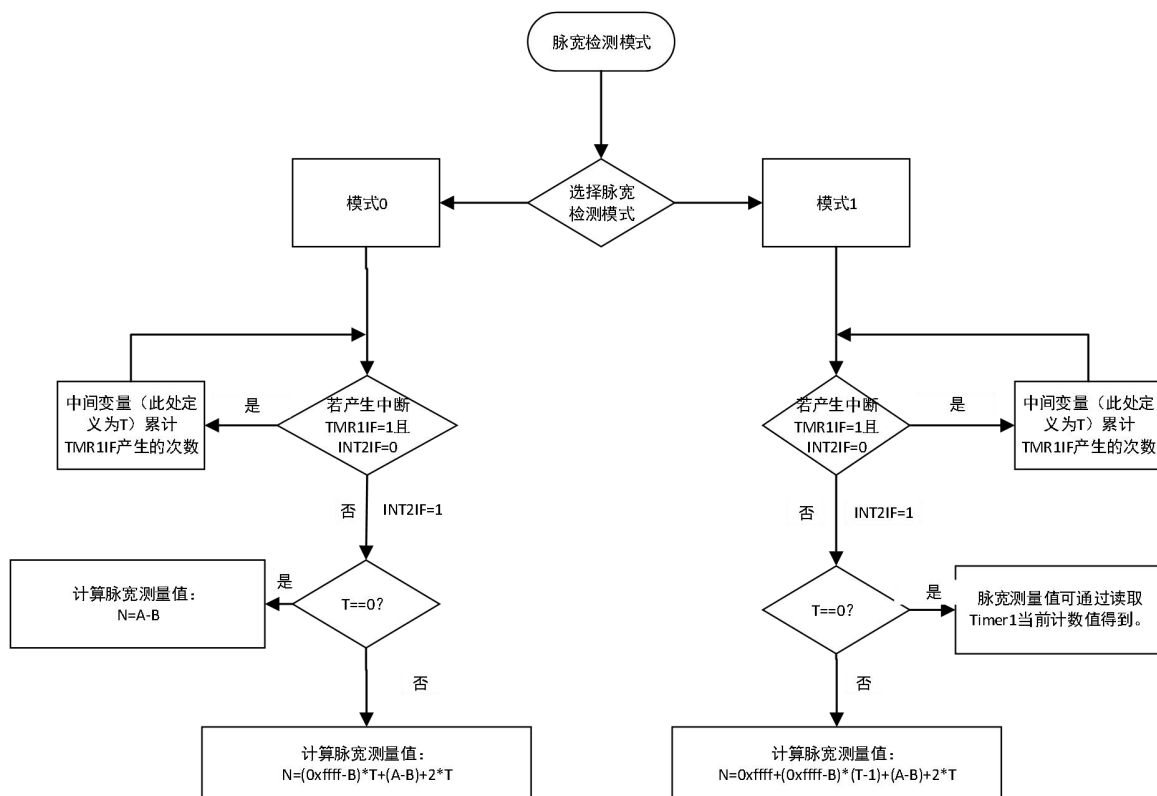 脉宽检测模式
选择脉宽
检测模式
模式0
模式1
中间变量（此处定
义为T）累计
TMR1IF产生的次数
是
若产生中断
TMR1IF=1且
INT2IF=0
若产生中断
TMR1IF=1且
INT2IF=0
是
中间变量（此处定
义为T）累计
TMR1IF产生的次数
否
INT2IF=1
否
INT2IF=1
计算脉宽测量值：
N=A-B
是
T==0?
T==0?
是
脉宽测量值可通过读取
Timer1当前计数值得到。
否
否
计算脉宽测量值：
N=(0xffff-B)*T+(A-B)+2*T
计算脉宽测量值：
N=0xffff+(0xffff-B)*(T-1)+(A-B)+2*T